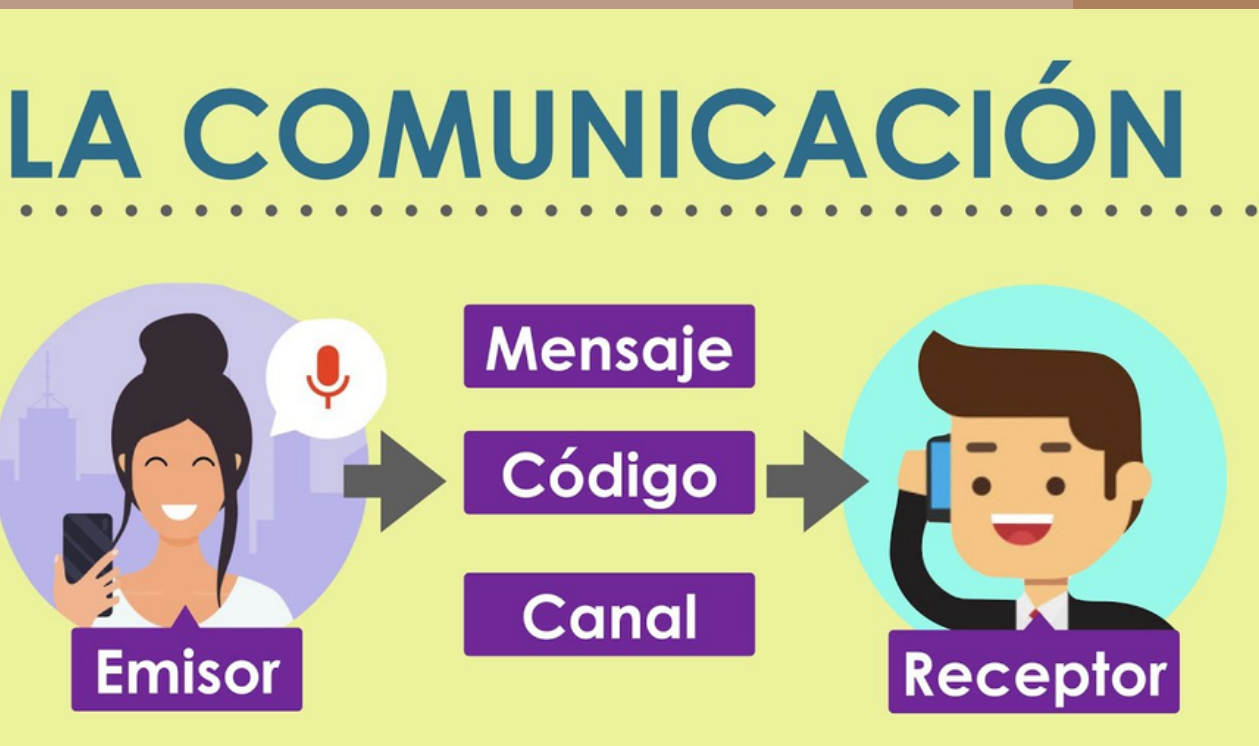 LA COMUNICACIÓN
Mensaje
Código
Canal
Emisor
Receptor